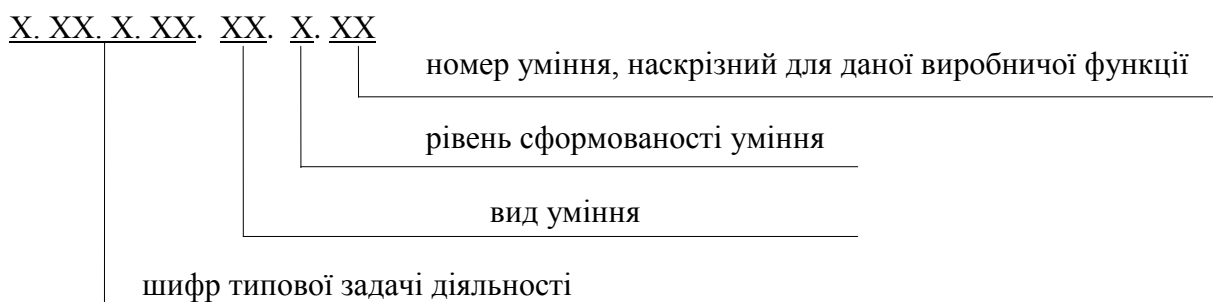 Х. ХХ. Х. ХХ. ХХ. Х. ХХ
номер уміння, наскрізний для даної виробничої функції
рівень сформованості уміння
вид уміння
шифр типової задачі діяльності